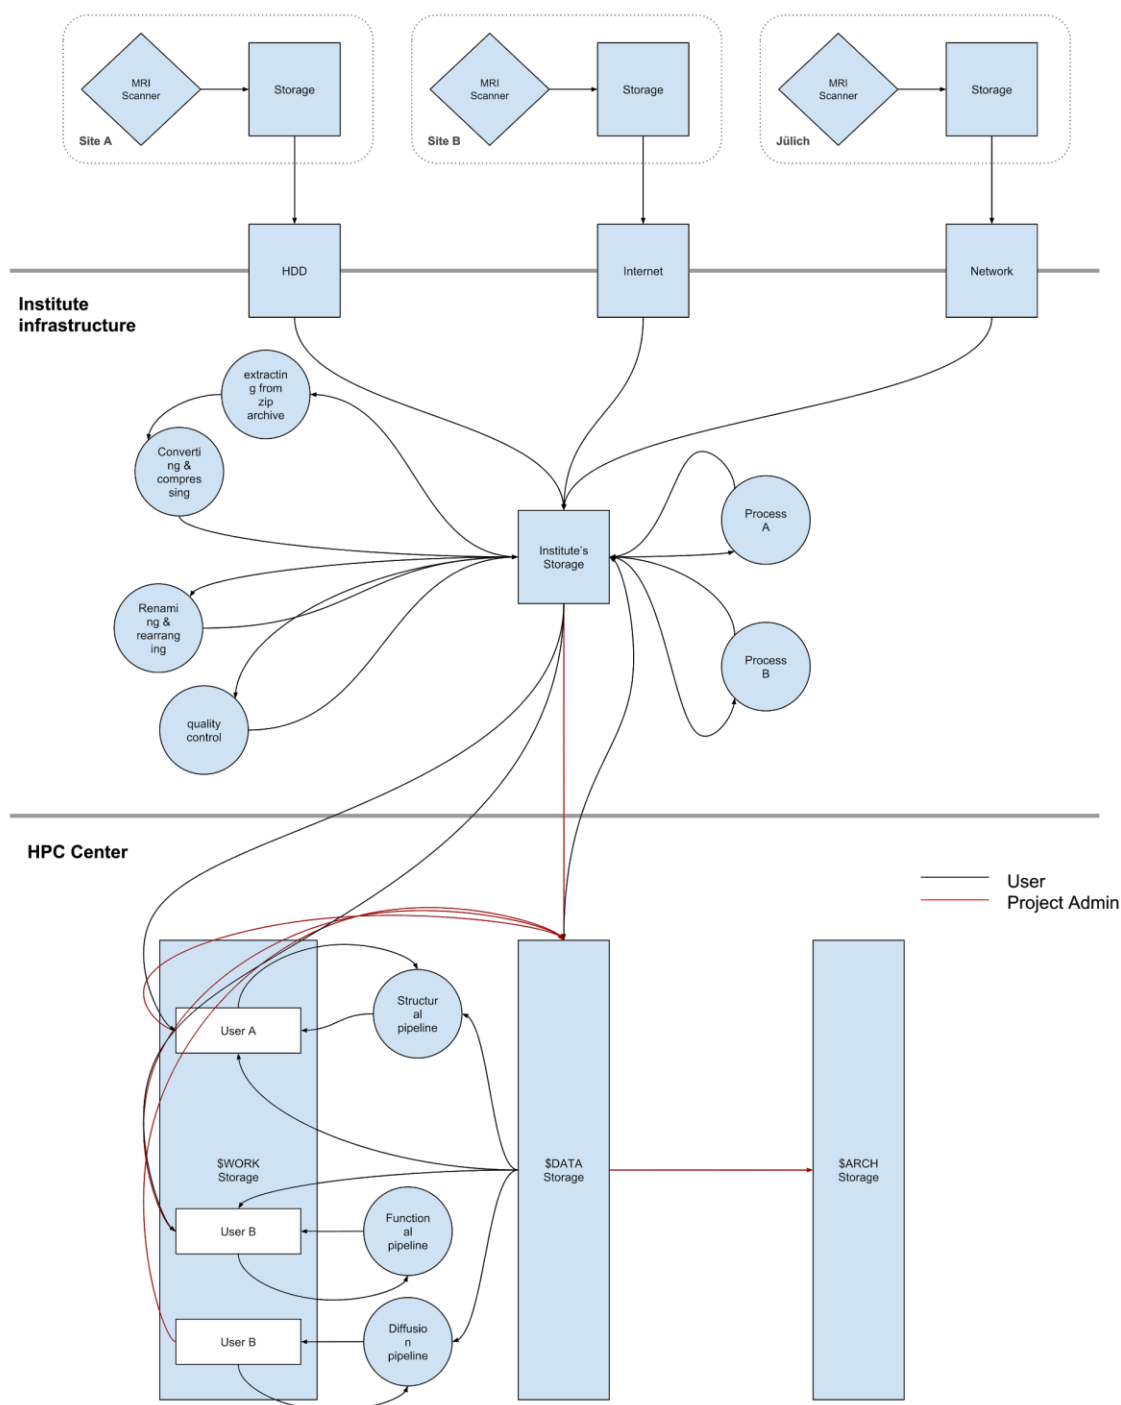 MRI
Scanner
Storage
Site A
MRI
Scanner
Storage
Site B
MRI
Scanner
Storage
Jülich
HDD
Internet
Network
Institute
infrastructure
extractin
g from
zip
archive
Converti
ng &
compres
sing
Institute's
Storage
Process
A
Renami
ng &
rearrang
ing
Process
B
quality
control
HPC Center
User
Project Admin
Structur
al
pipeline
User A
$WORK
Storage
$DATA
Storage
$ARCH
Storage
User B
Function
al
pipeline
User B
Diffusio
n
pipeline